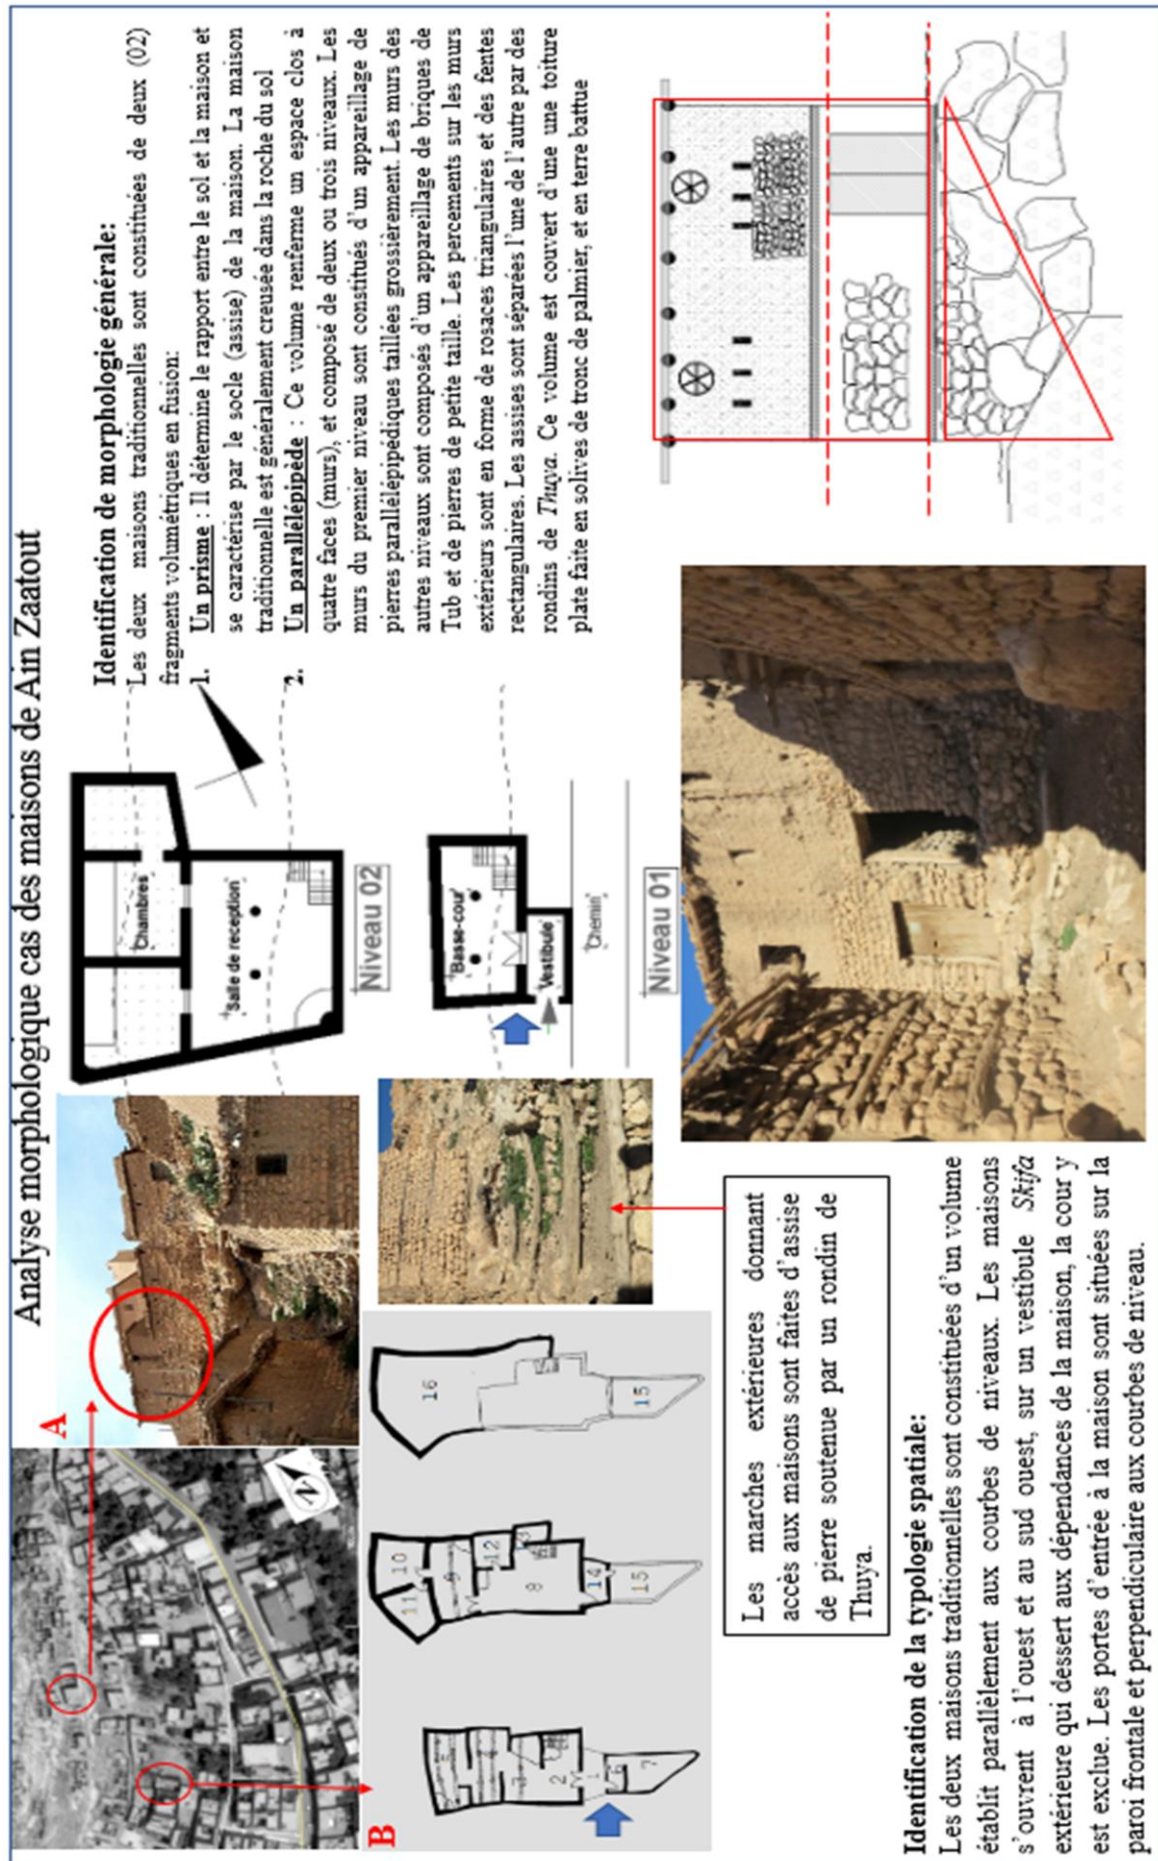 Analyse morphologique cas des maisons de Ain Zaatout
A
B
N
1
2
3
4
5
6
7
8
9
10
11
12
13
14
15
16
15
Chambres
Salle de reception
Niveau 02
Basse-cour
Vestibule
Chemin
Niveau 01
Identification de morphologie générale:
Les deux maisons traditionnelles sont constituées de deux (02)
fragments volumétriques en fusion:
1. Un prisme : Il détermine le rapport entre le sol et la maison et
se caractérise par le socle (assise) de la maison. La maison
traditionnelle est généralement creusée dans la roche du sol
2. Un parallélépipède : Ce volume renferme un espace clos à
quatre faces (murs), et composé de deux ou trois niveaux. Les
murs du premier niveau sont constitués d'un appareillage de
pierres parallélépipédiques taillées grossièrement. Les murs des
autres niveaux sont composés d'un appareillage de briques de
Tub et de pierres de petite taille. Les percements sur les murs
extérieurs sont en forme de rosaces triangulaires et des fentes
rectangulaires. Les assises sont séparées l'une de l'autre par des
rondins de Thuya. Ce volume est couvert d'une une toiture
plate faite en solives de tronc de palmier, et en terre battue
Les marches extérieures donnant
accès aux maisons sont faites d'assise
de pierre soutenue par un rondin de
Thuya.
Identification de la typologie spatiale:
Les deux maisons traditionnelles sont constituées d'un volume
établit parallèlement aux courbes de niveaux. Les maisons
s'ouvrent à l'ouest et au sud ouest, sur un vestibule Skifa
extérieure qui dessert aux dépendances de la maison, la cour y
est exclue. Les portes d'entrée à la maison sont situées sur la
paroi frontale et perpendiculaire aux courbes de niveau.